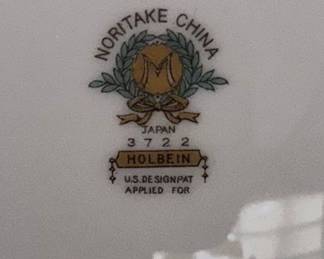 NORITAKE CHINA
M
JAPAN
3722
HOLBEIN
U.S. DESIGN PAT
APPLIED FOR